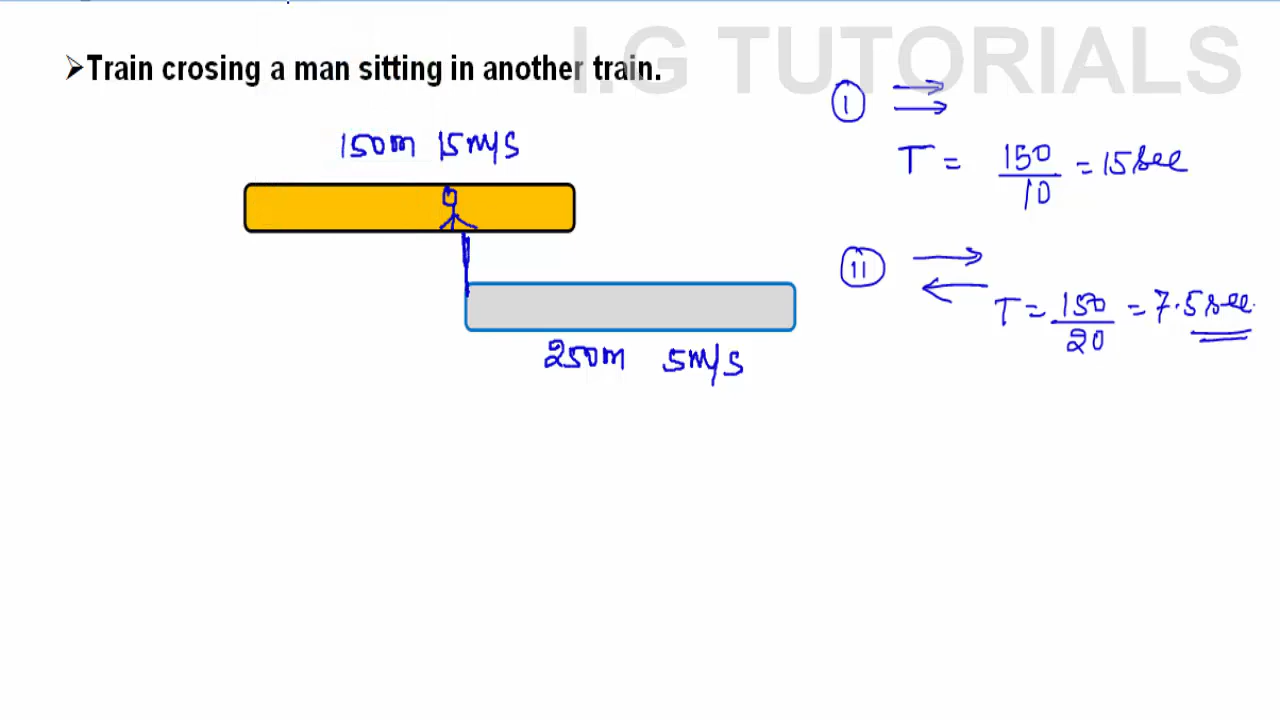 I.G TUTORIALS
➤Train crosing a man sitting in another train.
150m 15m/s
250m 5m/s
I
T = 150/10 = 15sec
II
T = 150/20 = 7.5sec.